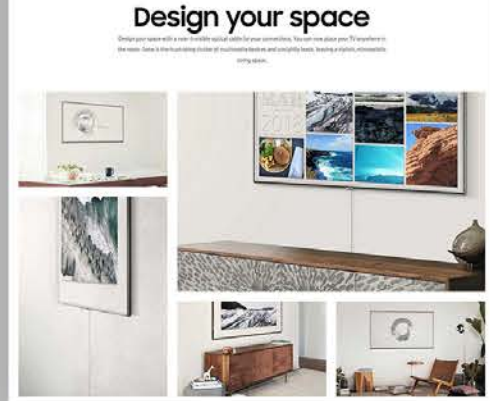 Design your space
Design your space with a near-invisible optical cable for your connections. You can now place your TV anywhere in
the room. Gone is the frustrating clutter of multimedia devices and unsightly leads, leaving a stylish, minimalistic
living space.
2018